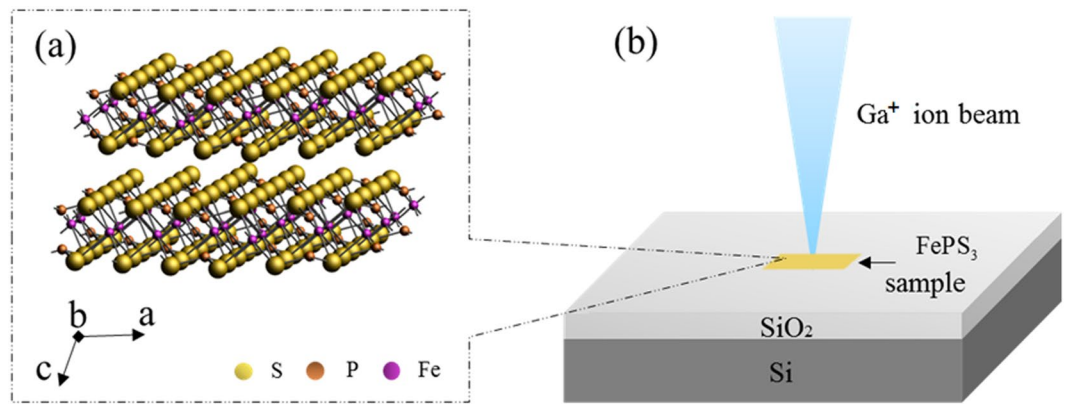 (a)
b a
c
S P Fe
(b)
Ga⁺ ion beam
FePS₃
sample
SiO₂
Si